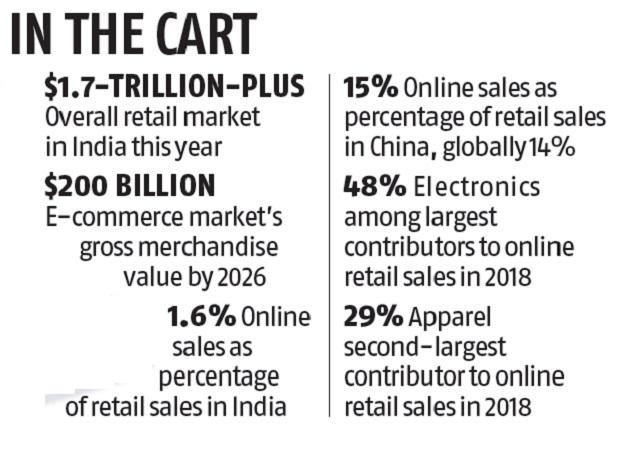 IN THE CART
$1.7-TRILLION-PLUS
Overall retail market
in India this year
$200 BILLION
E-commerce market's
gross merchandise
value by 2026
1.6% Online
sales as
percentage
of retail sales in India
15% Online sales as
percentage of retail sales
in China, globally 14%
48% Electronics
among largest
contributors to online
retail sales in 2018
29% Apparel
second-largest
contributor to online
retail sales in 2018